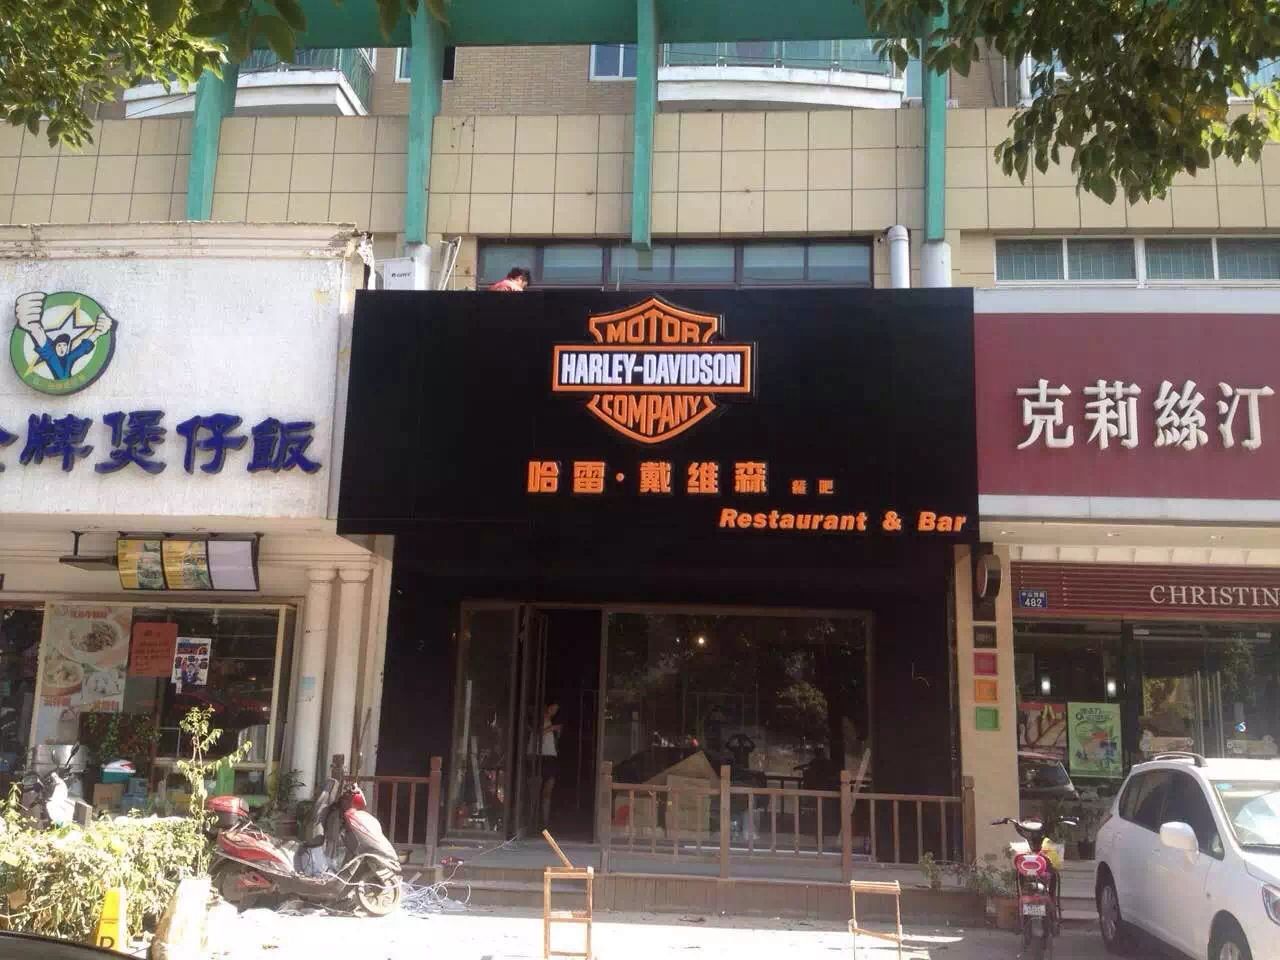 MOTOR
HARLEY-DAVIDSON
COMPANY
哈雷·戴维森 餐吧
Restaurant & Bar
牌煲仔飯
克莉絲汀
CHRISTIN
482